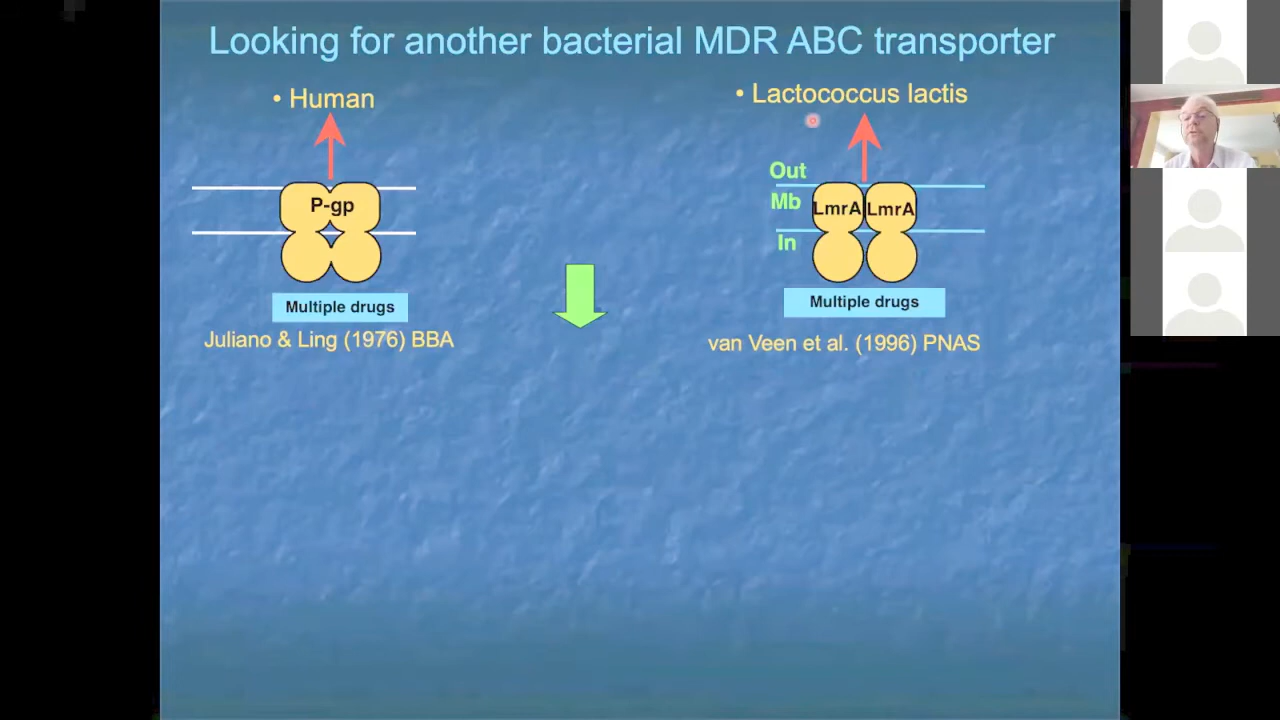 Looking for another bacterial MDR ABC transporter
• Human
P-gp
Multiple drugs
Juliano & Ling (1976) BBA
• Lactococcus lactis
Out
Mb
In
LmrA LmrA
Multiple drugs
van Veen et al. (1996) PNAS